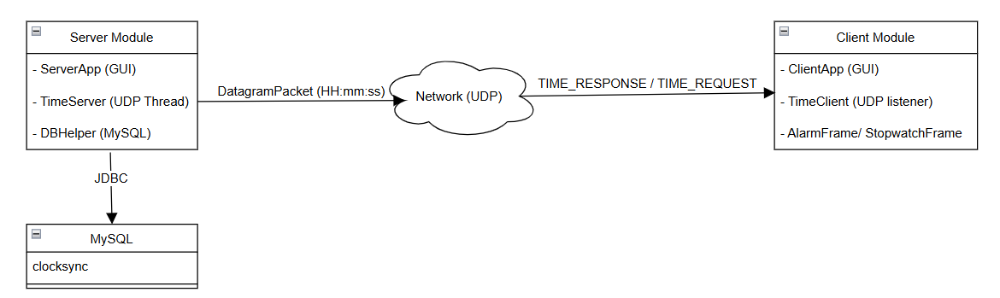 Server Module
- ServerApp (GUI)
- TimeServer (UDP Thread)
- DBHelper (MySQL)
DatagramPacket (HH:mm:ss)
Network (UDP)
TIME_RESPONSE / TIME_REQUEST
Client Module
- ClientApp (GUI)
- TimeClient (UDP listener)
- AlarmFrame/ StopwatchFrame
JDBC
MySQL
clocksync